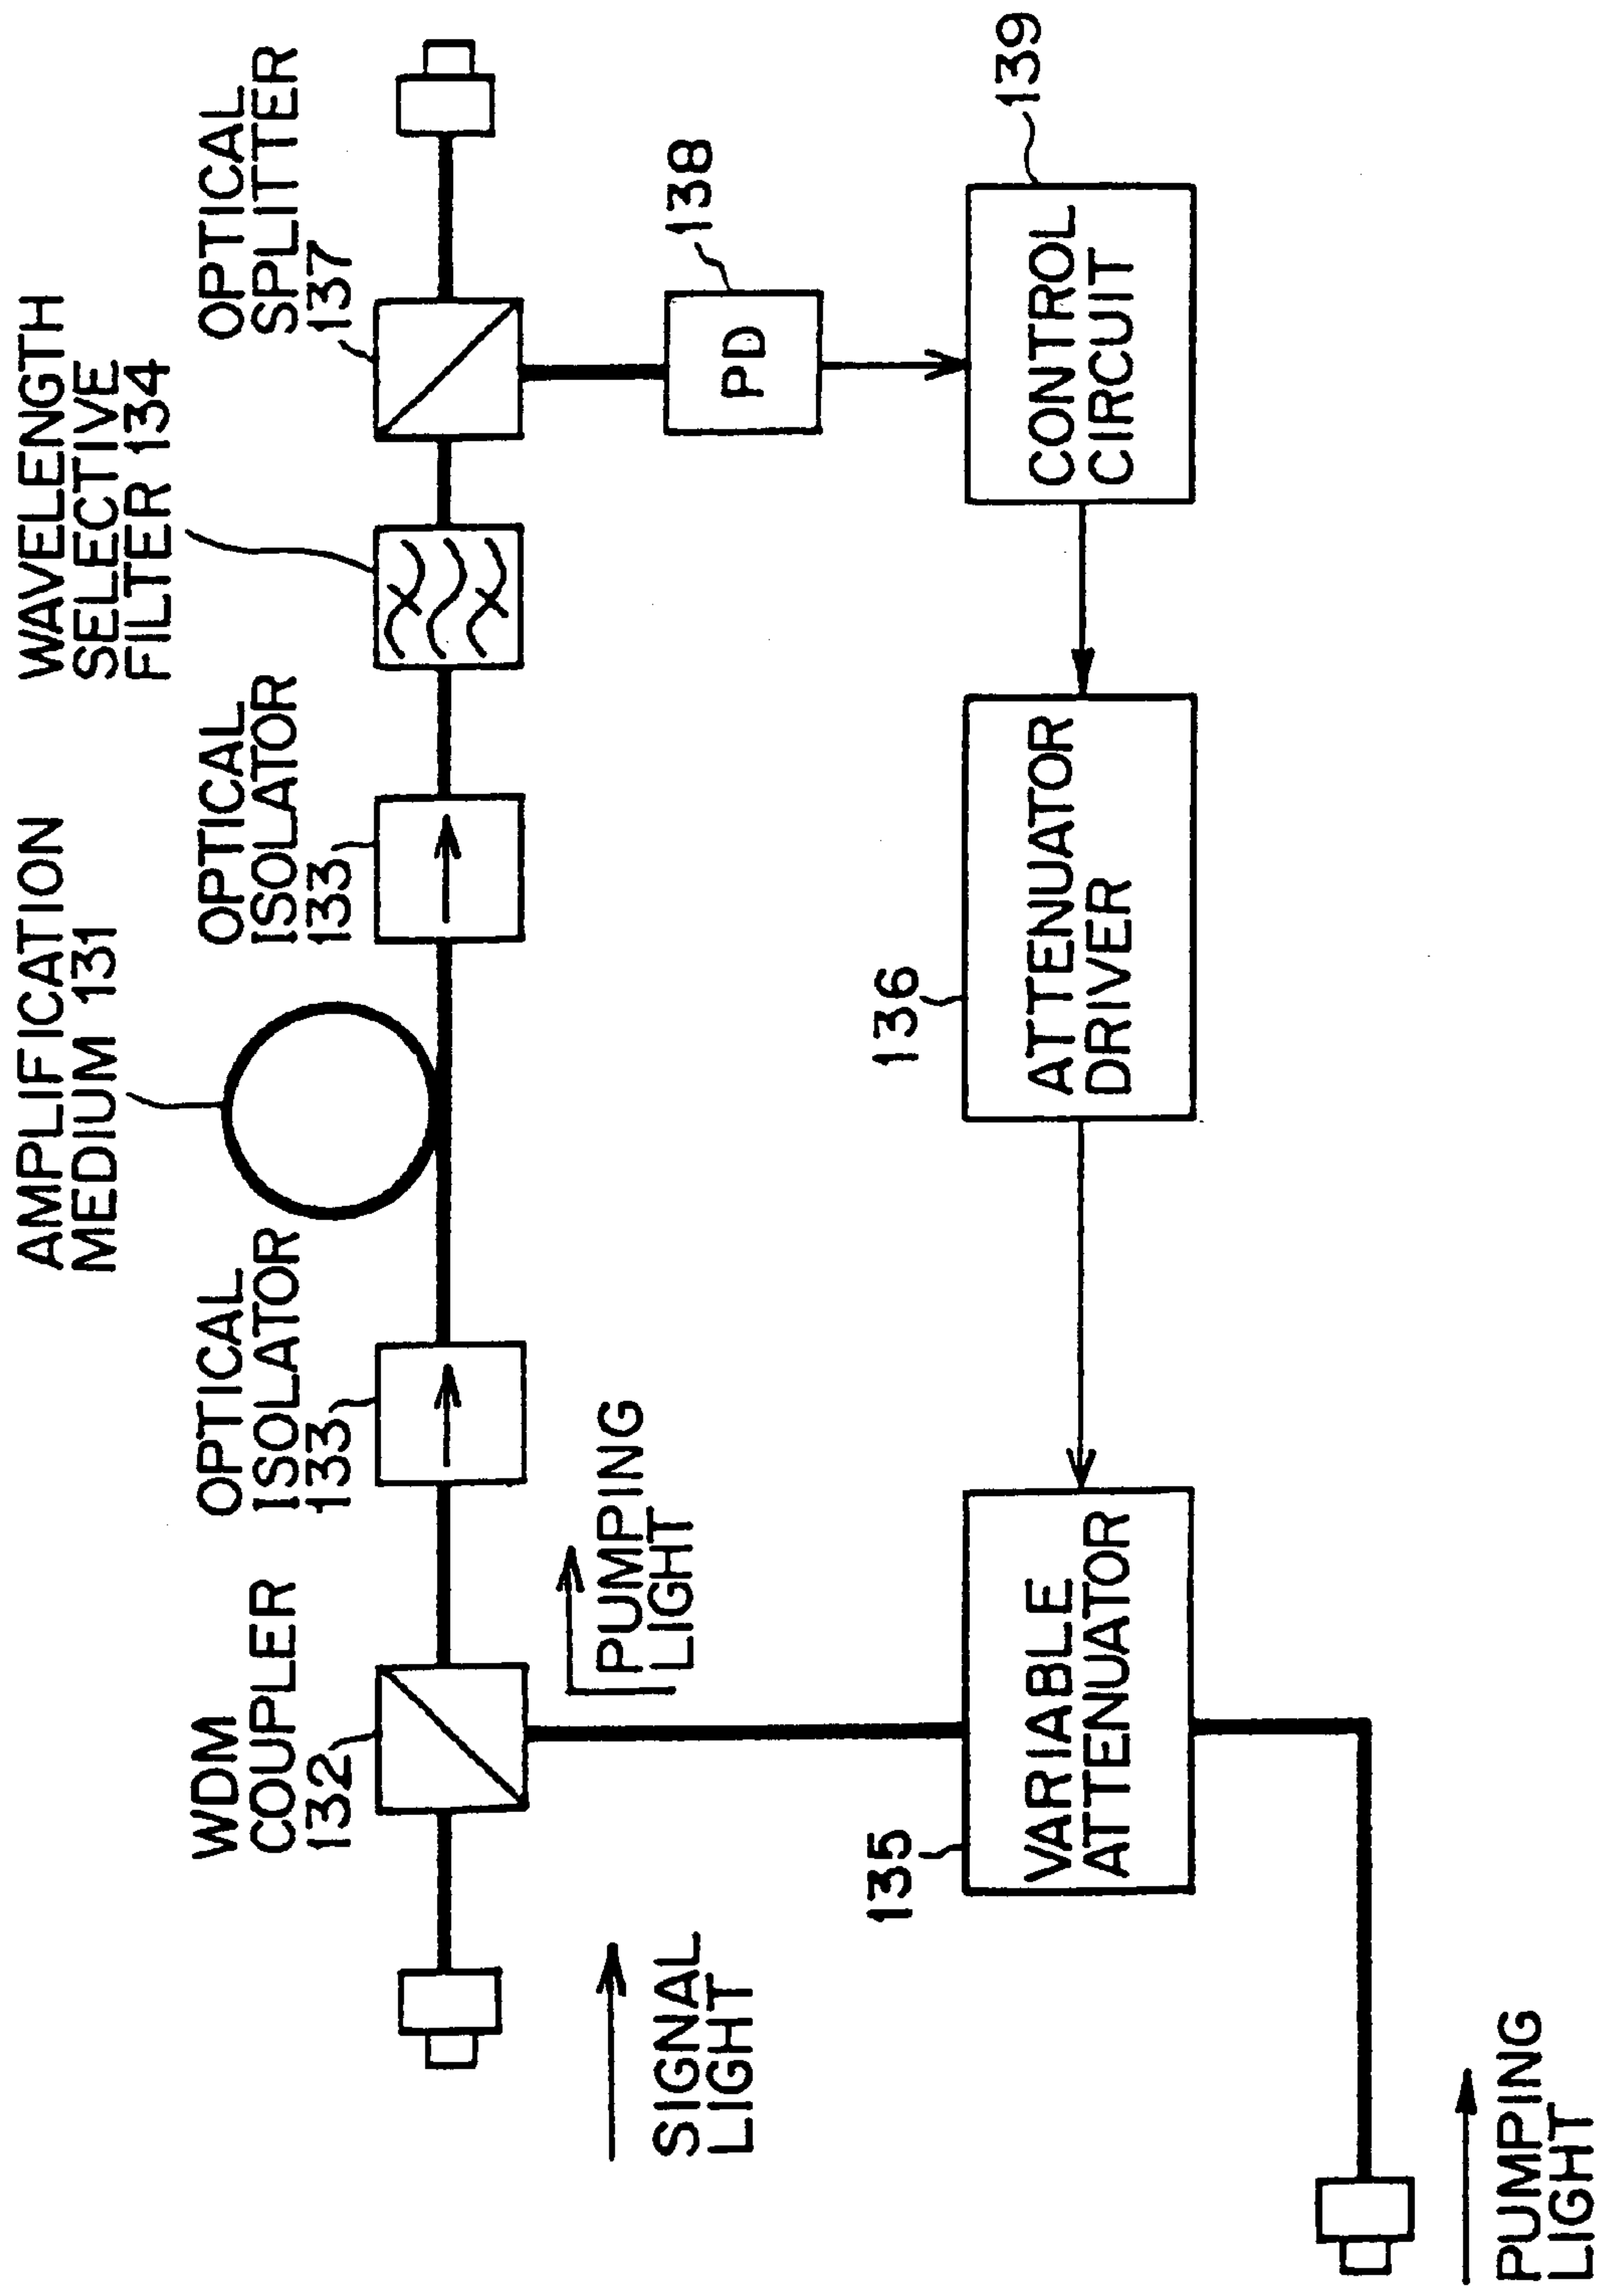 AMPLIFICATION
MEDIUM 131
WAVELENGTH
SELECTIVE
FILTER 134
WDM
COUPLER
132
OPTICAL
ISOLATOR
133
OPTICAL
ISOLATOR
133
OPTICAL
SPLITTER
137
SIGNAL
LIGHT
PUMPING
LIGHT
PD
138
135
VARIABLE
ATTENUATOR
136
ATTENUATOR
DRIVER
CONTROL
CIRCUIT
139
PUMPING
LIGHT